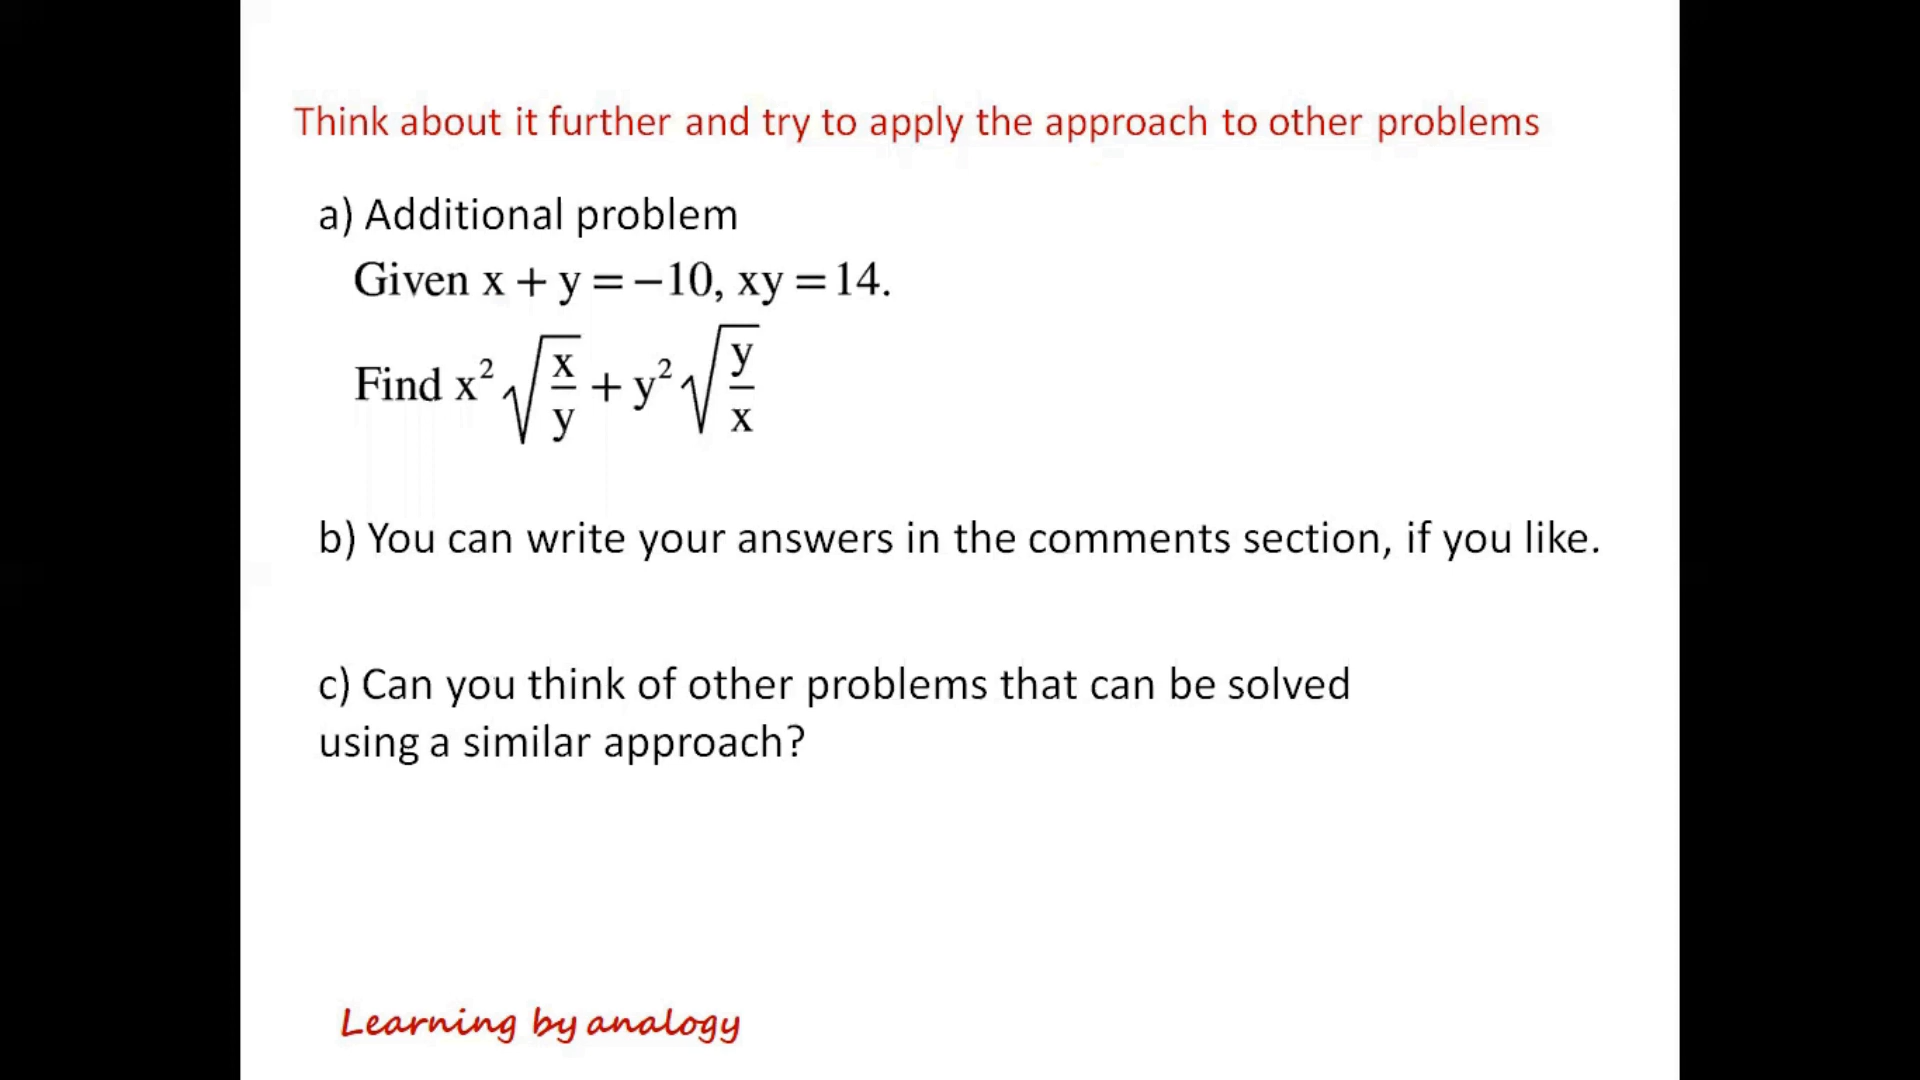 Think about it further and try to apply the approach to other problems
a) Additional problem
Given x + y = −10, xy = 14.
Find x² √(x/y) + y² √(y/x)
b) You can write your answers in the comments section, if you like.
c) Can you think of other problems that can be solved
using a similar approach?
Learning by analogy